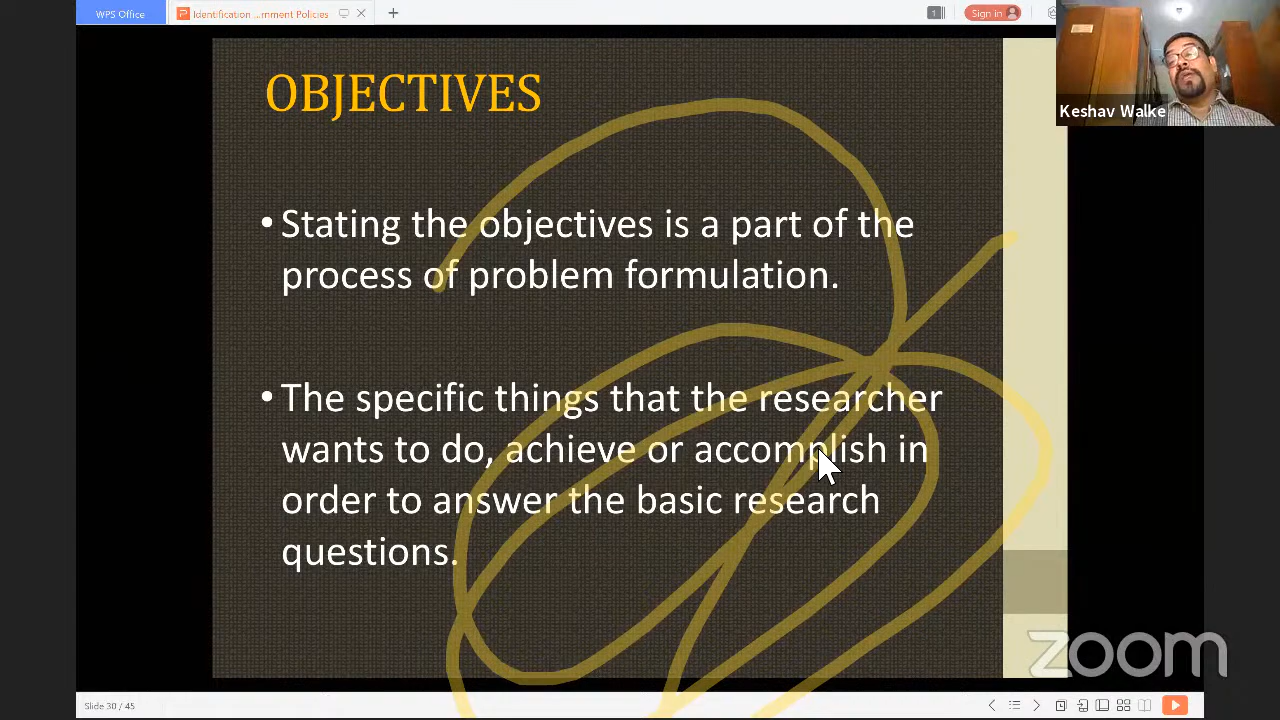 WPS Office
Identification ...rnment Policies
1
Sign in
Keshav Walke
OBJECTIVES
• Stating the objectives is a part of the
process of problem formulation.
• The specific things that the researcher
wants to do, achieve or accomplish in
order to answer the basic research
questions.
zoom
Slide 30 / 45